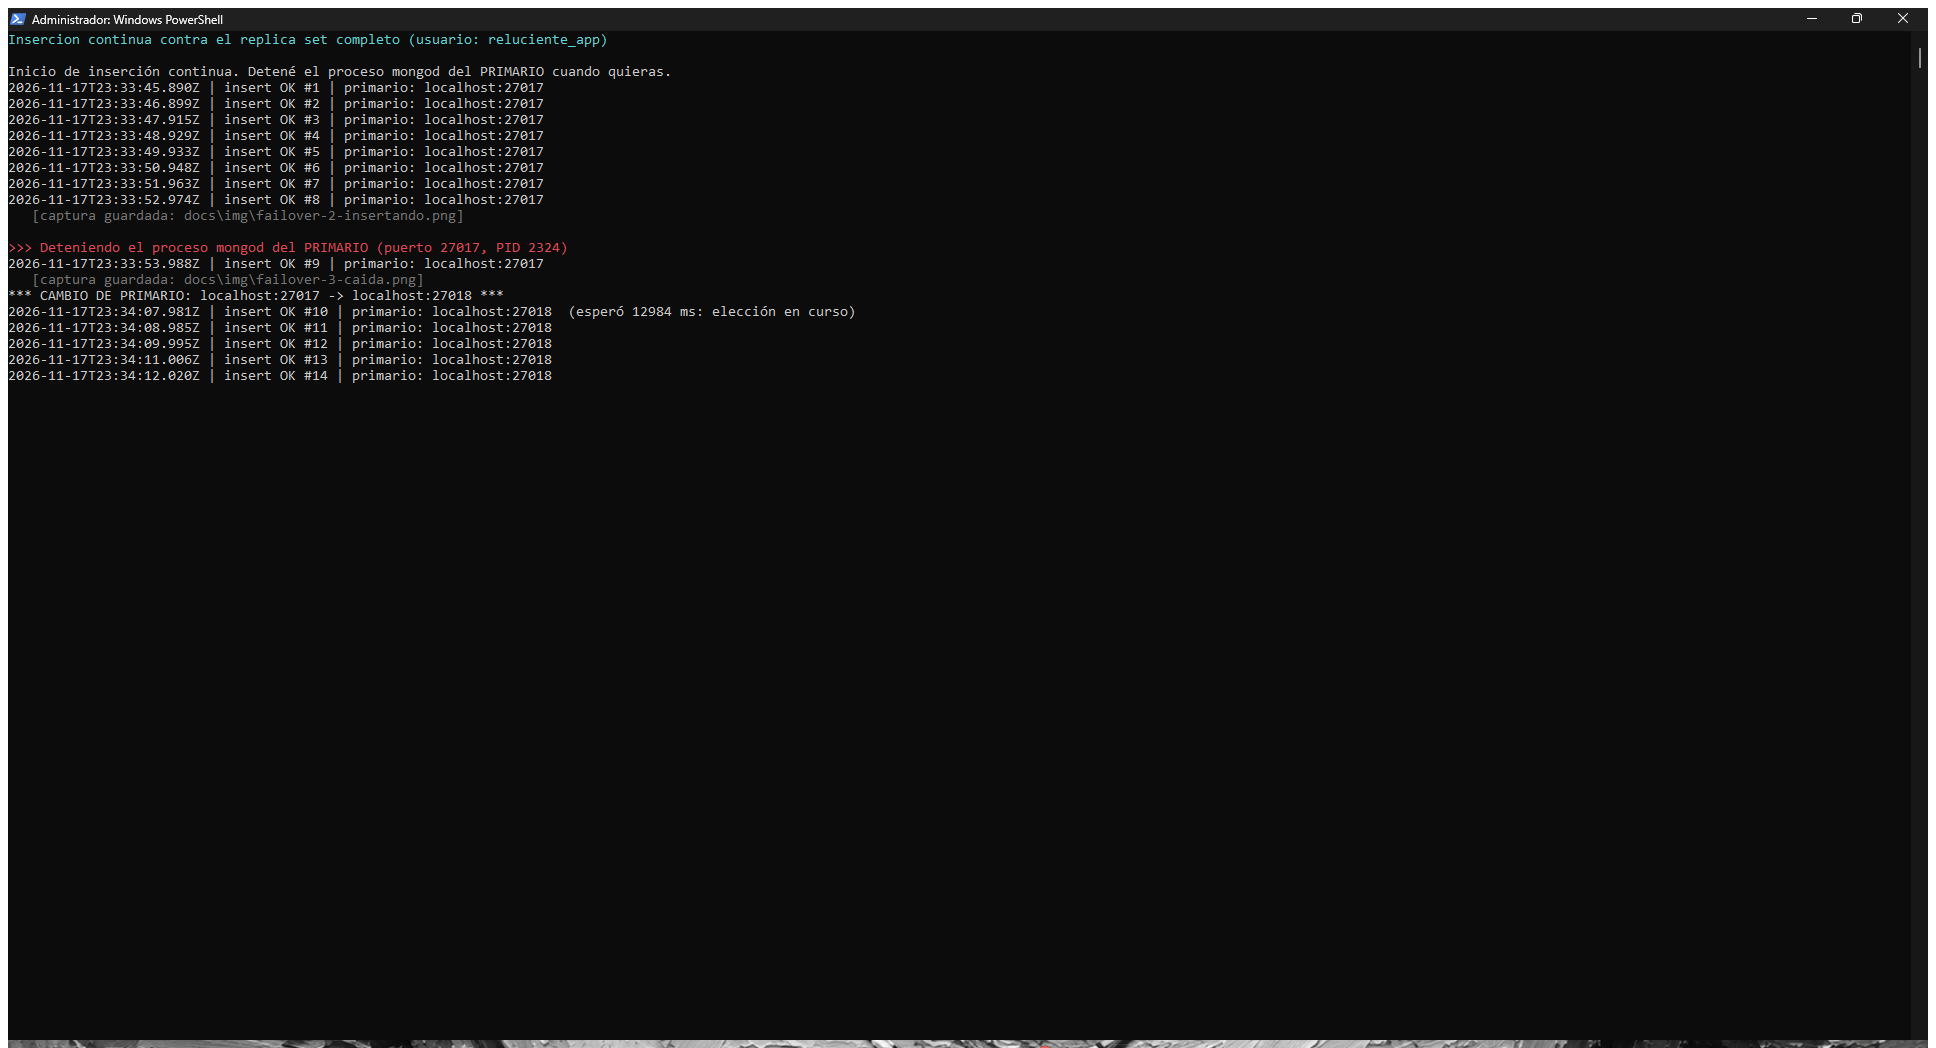 Administrador: Windows PowerShell
Insercion continua contra el replica set completo (usuario: reluciente_app)
Inicio de inserción continua. Detené el proceso mongod del PRIMARIO cuando quieras.
2026-11-17T23:33:45.890Z | insert OK #1 | primario: localhost:27017
2026-11-17T23:33:46.899Z | insert OK #2 | primario: localhost:27017
2026-11-17T23:33:47.915Z | insert OK #3 | primario: localhost:27017
2026-11-17T23:33:48.929Z | insert OK #4 | primario: localhost:27017
2026-11-17T23:33:49.933Z | insert OK #5 | primario: localhost:27017
2026-11-17T23:33:50.948Z | insert OK #6 | primario: localhost:27017
2026-11-17T23:33:51.963Z | insert OK #7 | primario: localhost:27017
2026-11-17T23:33:52.974Z | insert OK #8 | primario: localhost:27017
[captura guardada: docs\img\failover-2-insertando.png]
>>> Deteniendo el proceso mongod del PRIMARIO (puerto 27017, PID 2324)
2026-11-17T23:33:53.988Z | insert OK #9 | primario: localhost:27017
[captura guardada: docs\img\failover-3-caida.png]
*** CAMBIO DE PRIMARIO: localhost:27017 -> localhost:27018 ***
2026-11-17T23:34:07.981Z | insert OK #10 | primario: localhost:27018  (esperó 12984 ms: elección en curso)
2026-11-17T23:34:08.985Z | insert OK #11 | primario: localhost:27018
2026-11-17T23:34:09.995Z | insert OK #12 | primario: localhost:27018
2026-11-17T23:34:11.006Z | insert OK #13 | primario: localhost:27018
2026-11-17T23:34:12.020Z | insert OK #14 | primario: localhost:27018